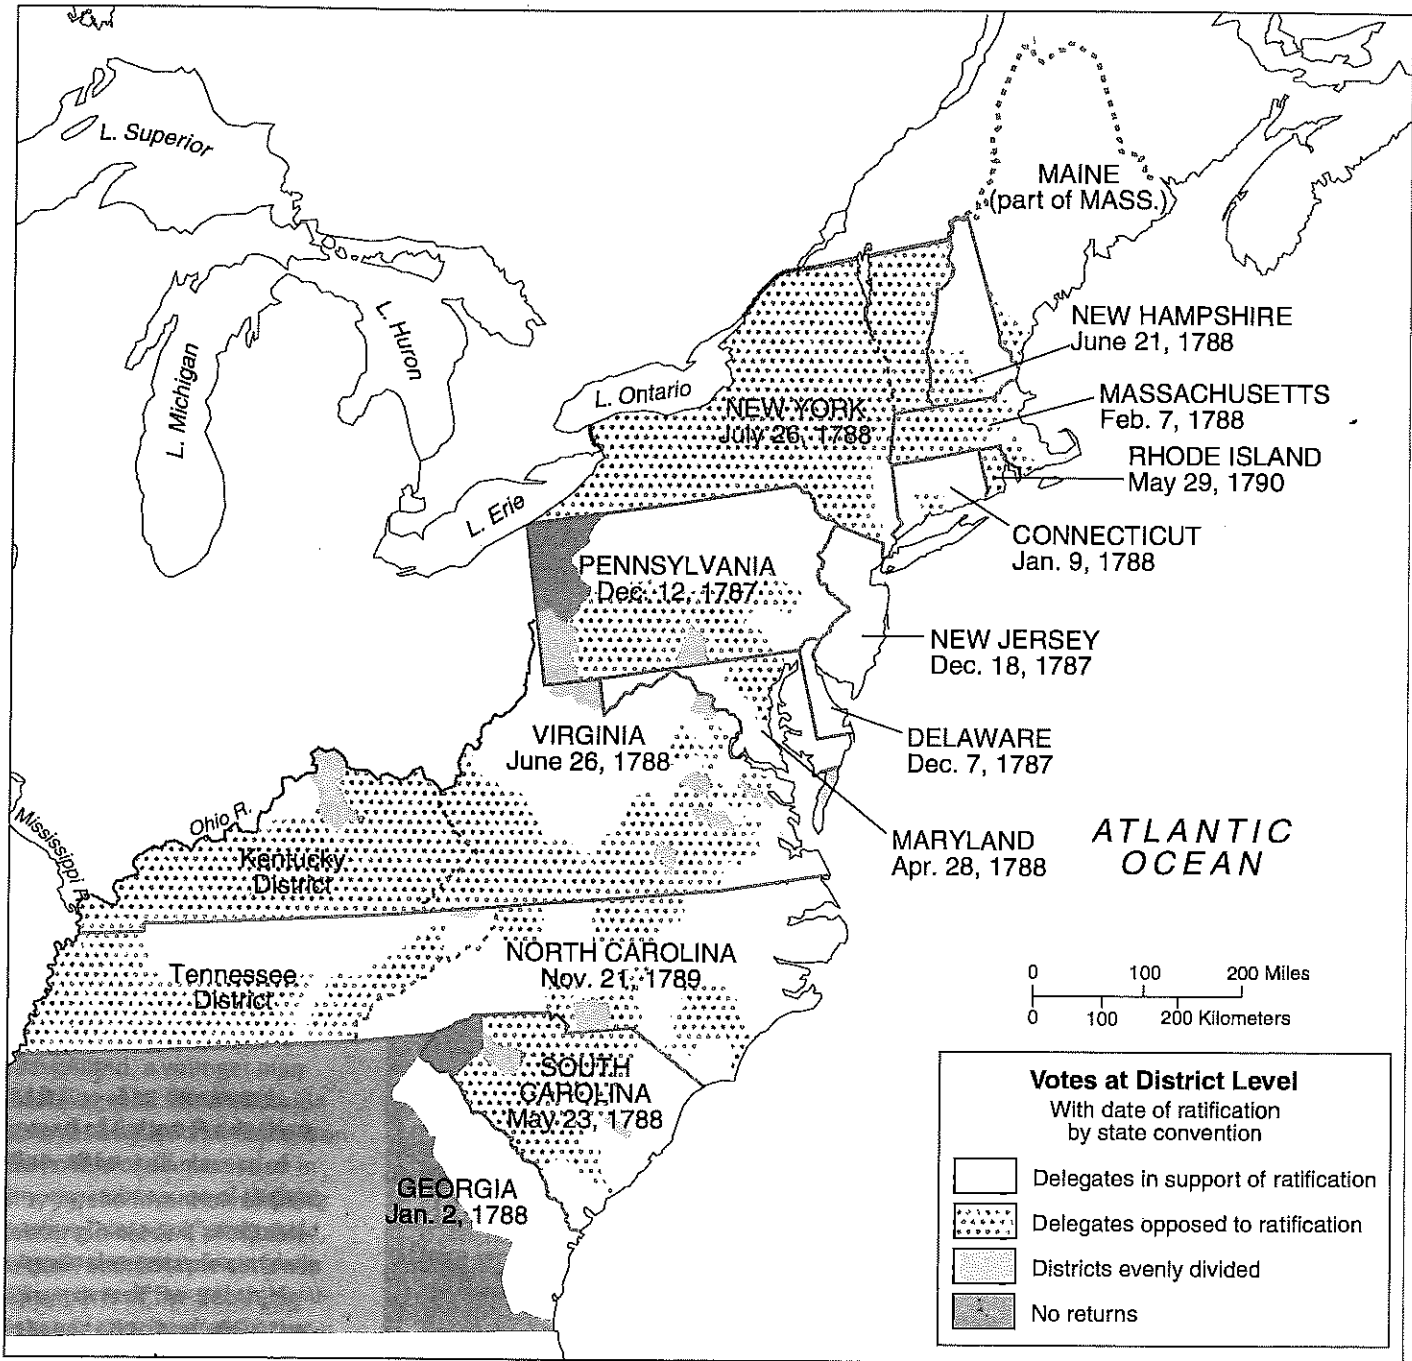 L. Superior
MAINE
(part of MASS.)
L. Michigan
L. Huron
L. Ontario
NEW YORK
July 26, 1788
NEW HAMPSHIRE
June 21, 1788
MASSACHUSETTS
Feb. 7, 1788
RHODE ISLAND
May 29, 1790
L. Erie
CONNECTICUT
Jan. 9, 1788
PENNSYLVANIA
Dec. 12, 1787
NEW JERSEY
Dec. 18, 1787
VIRGINIA
June 26, 1788
DELAWARE
Dec. 7, 1787
Ohio R.
Mississippi R.
MARYLAND
Apr. 28, 1788
ATLANTIC
OCEAN
Kentucky
District
NORTH CAROLINA
Nov. 21, 1789
Tennessee
District
0 100 200 Miles
0 100 200 Kilometers
SOUTH
CAROLINA
May 23, 1788
GEORGIA
Jan. 2, 1788
Votes at District Level
With date of ratification
by state convention
Delegates in support of ratification
Delegates opposed to ratification
Districts evenly divided
No returns